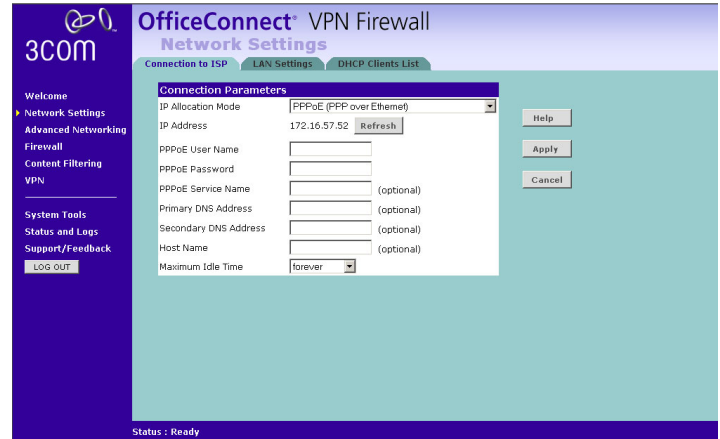 3COM
OfficeConnect® VPN Firewall
Network Settings
Connection to ISP LAN Settings DHCP Clients List
Welcome
Network Settings
Advanced Networking
Firewall
Content Filtering
VPN
System Tools
Status and Logs
Support/Feedback
LOG OUT
Connection Parameters
IP Allocation Mode PPPoE (PPP over Ethernet)
IP Address 172.16.57.52 Refresh
PPPoE User Name
PPPoE Password
PPPoE Service Name (optional)
Primary DNS Address (optional)
Secondary DNS Address (optional)
Host Name (optional)
Maximum Idle Time forever
Help
Apply
Cancel
Status : Ready